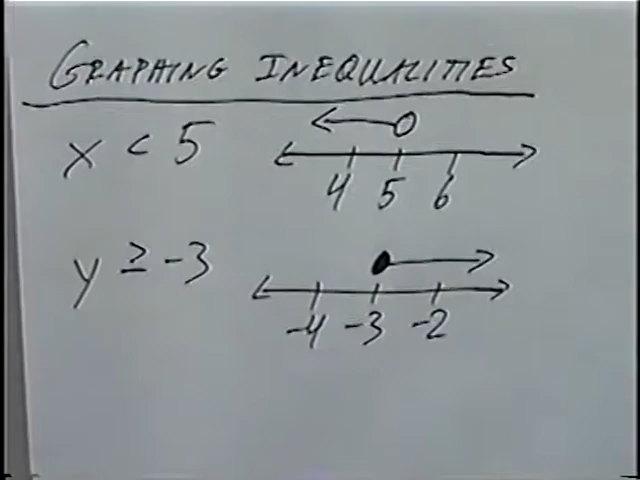 GRAPHING INEQUALITIES
x < 5
4 5 6
y ≥ -3
-4 -3 -2